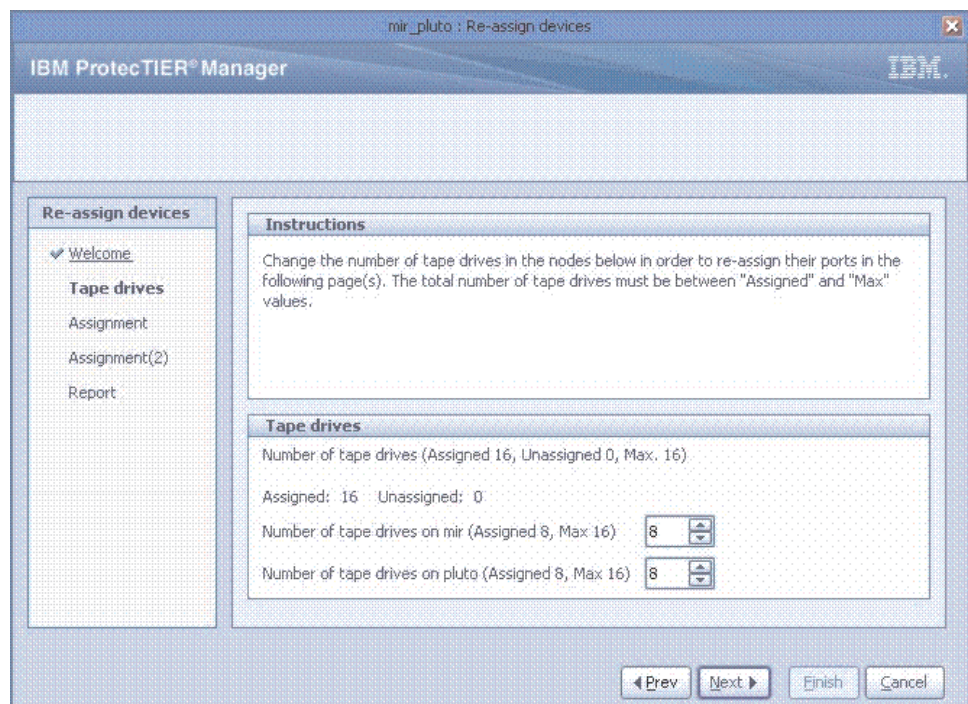 mir_pluto : Re-assign devices
IBM ProtecTIER® Manager
IBM.
Re-assign devices
Welcome
Tape drives
Assignment
Assignment(2)
Report
Instructions
Change the number of tape drives in the nodes below in order to re-assign their ports in the
following page(s). The total number of tape drives must be between "Assigned" and "Max"
values.
Tape drives
Number of tape drives (Assigned 16, Unassigned 0, Max. 16)
Assigned: 16 Unassigned: 0
Number of tape drives on mir (Assigned 8, Max 16) 8
Number of tape drives on pluto (Assigned 8, Max 16) 8
Prev Next Finish Cancel